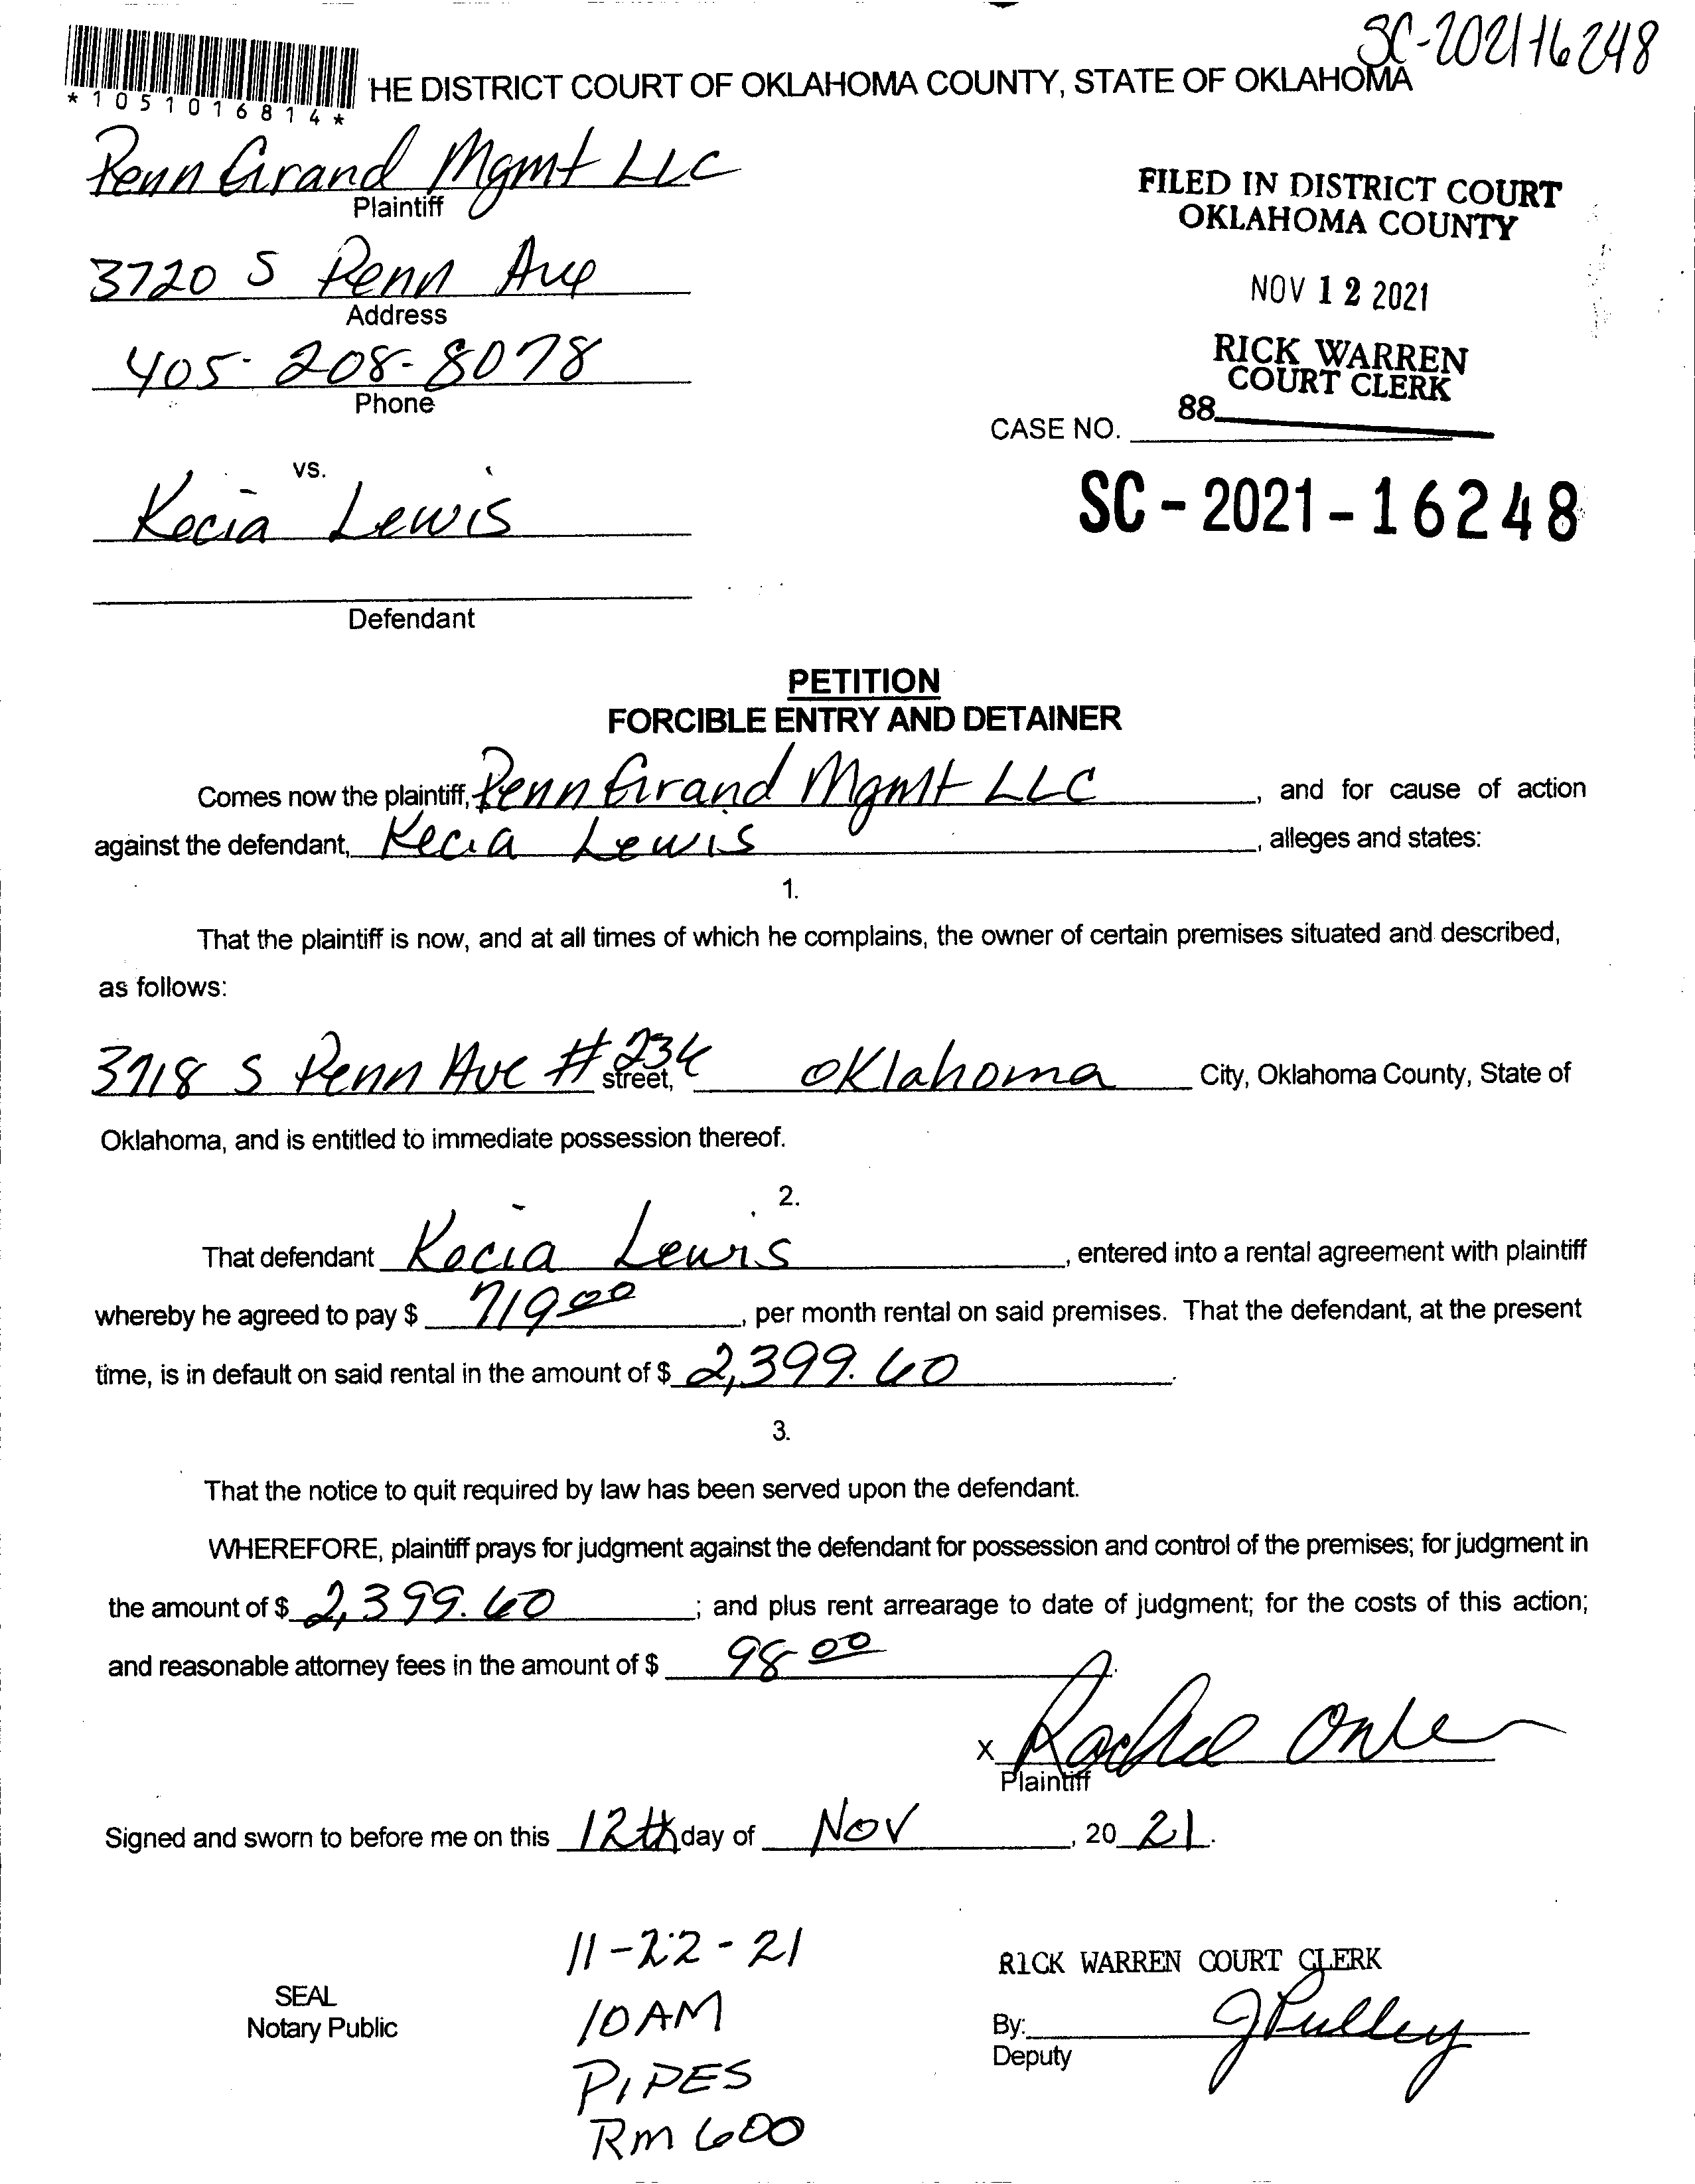 SC-2021-16248
*1051016814*
HE DISTRICT COURT OF OKLAHOMA COUNTY, STATE OF OKLAHOMA
Penn Grand Mgmt LLC
Plaintiff
FILED IN DISTRICT COURT
OKLAHOMA COUNTY
3720 S Penn Ave
Address
NOV 12 2021
405-208-8078
Phone
RICK WARREN
COURT CLERK
88
CASE NO.
vs.
Kecia Lewis
SC-2021-16248
Defendant
PETITION
FORCIBLE ENTRY AND DETAINER
Comes now the plaintiff, Penn Grand Mgmt LLC, and for cause of action
against the defendant, Kecia Lewis, alleges and states:
1.
That the plaintiff is now, and at all times of which he complains, the owner of certain premises situated and described,
as follows:
3718 S Penn Ave #236 street, Oklahoma City, Oklahoma County, State of
Oklahoma, and is entitled to immediate possession thereof.
2.
That defendant Kecia Lewis, entered into a rental agreement with plaintiff
whereby he agreed to pay $ 719.00, per month rental on said premises. That the defendant, at the present
time, is in default on said rental in the amount of $ 2,399.60.
3.
That the notice to quit required by law has been served upon the defendant.
WHEREFORE, plaintiff prays for judgment against the defendant for possession and control of the premises; for judgment in
the amount of $ 2,399.60; and plus rent arrearage to date of judgment; for the costs of this action;
and reasonable attorney fees in the amount of $ 98.00.
X
Plaintiff
Signed and sworn to before me on this 12th day of Nov, 20 21.
11-22-21
10 AM
PIPES
Rm 600
SEAL
Notary Public
RICK WARREN COURT CLERK
By: JPulley
Deputy